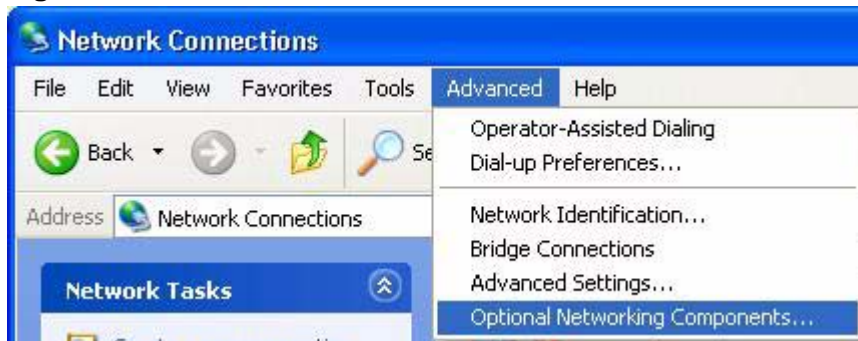 Network Connections
File Edit View Favorites Tools Advanced Help
Back
Operator-Assisted Dialing
Dial-up Preferences...
Address Network Connections
Network Identification...
Bridge Connections
Advanced Settings...
Network Tasks
Optional Networking Components...